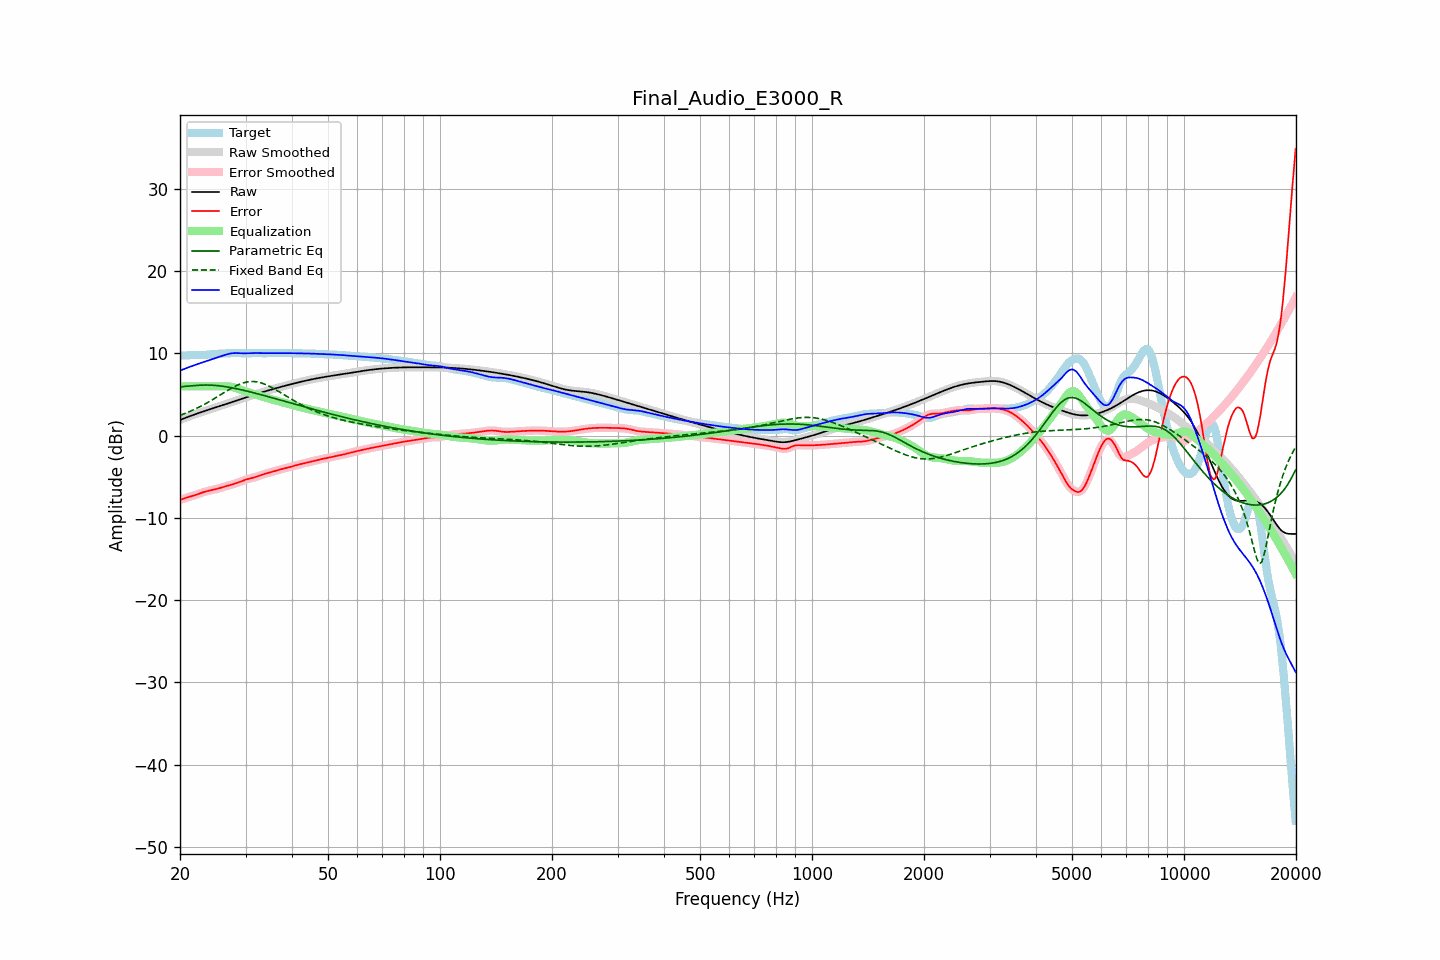 Final_Audio_E3000_R
Target
Raw Smoothed
Error Smoothed
Raw
Error
Equalization
Parametric Eq
Fixed Band Eq
Equalized
30
20
10
0
−10
−20
−30
−40
−50
Amplitude (dBr)
20 50 100 200 500 1000 2000 5000 10000 20000
Frequency (Hz)